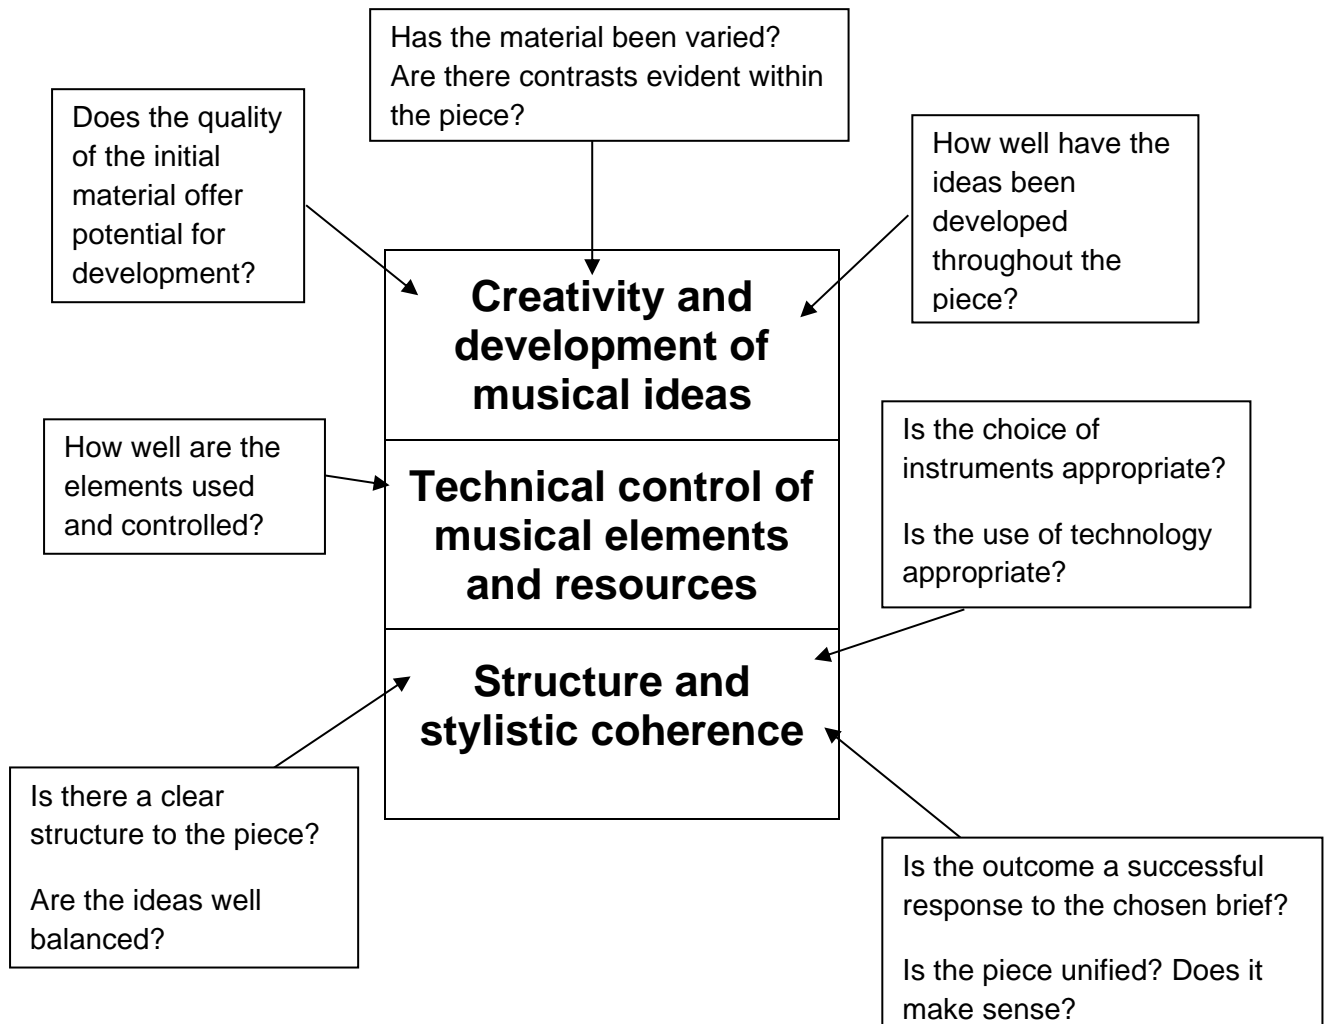 Has the material been varied?
Are there contrasts evident within
the piece?
Does the quality
of the initial
material offer
potential for
development?
How well have the
ideas been
developed
throughout the
piece?
Creativity and
development of
musical ideas
How well are the
elements used
and controlled?
Technical control of
musical elements
and resources
Is the choice of
instruments appropriate?
Is the use of technology
appropriate?
Structure and
stylistic coherence
Is there a clear
structure to the piece?
Are the ideas well
balanced?
Is the outcome a successful
response to the chosen brief?
Is the piece unified? Does it
make sense?